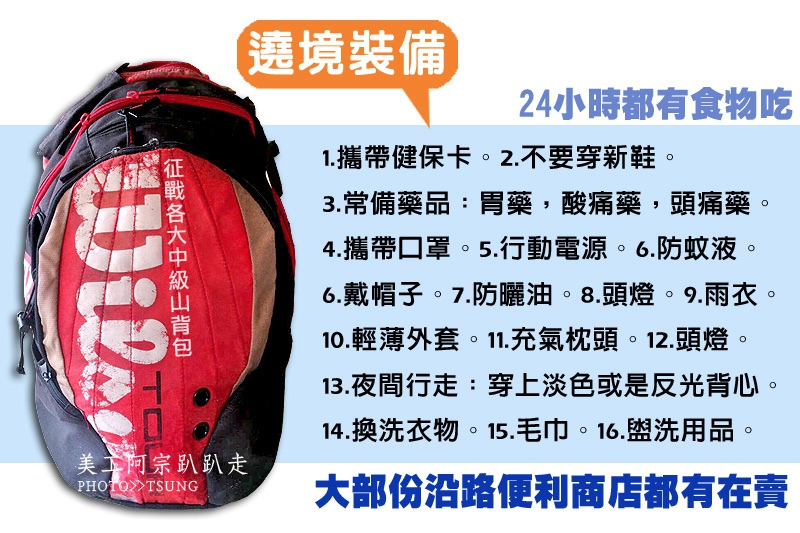 遶境裝備
24小時都有食物吃
1.攜帶健保卡。2.不要穿新鞋。
3.常備藥品：胃藥，酸痛藥，頭痛藥。
4.攜帶口罩。5.行動電源。6.防蚊液。
6.戴帽子。7.防曬油。8.頭燈。9.雨衣。
10.輕薄外套。11.充氣枕頭。12.頭燈。
13.夜間行走：穿上淡色或是反光背心。
14.換洗衣物。15.毛巾。16.盥洗用品。
大部份沿路便利商店都有在賣
征戰各大中級山背包
美工阿宗趴趴走
PHOTO>>TSUNG